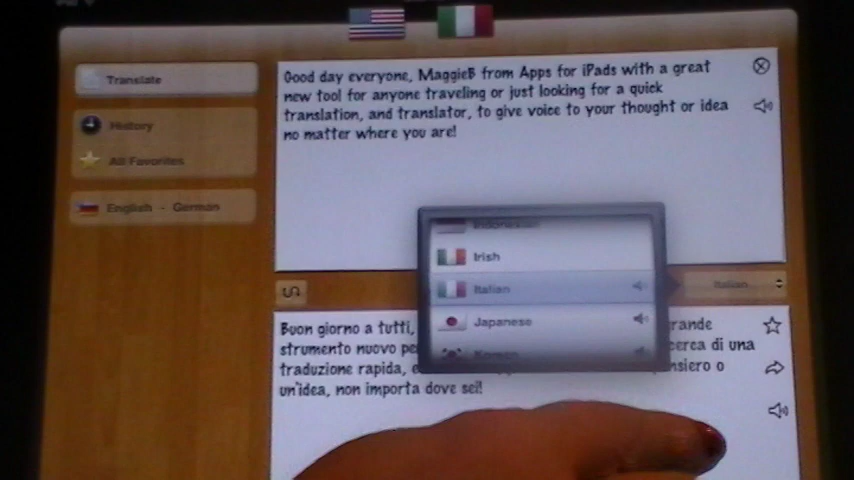 Translate
History
All Favorites
English - German
Good day everyone, MaggieB from Apps for iPads with a great
new tool for anyone traveling or just looking for a quick
translation, and translator, to give voice to your thought or idea
no matter where you are!
Indonesian
Irish
Italian
Japanese
Korean
Italian
Buon giorno a tutti, rande
strumento nuovo pe cerca di una
traduzione rapida, e nsiero o
un'idea, non importa dove sei!